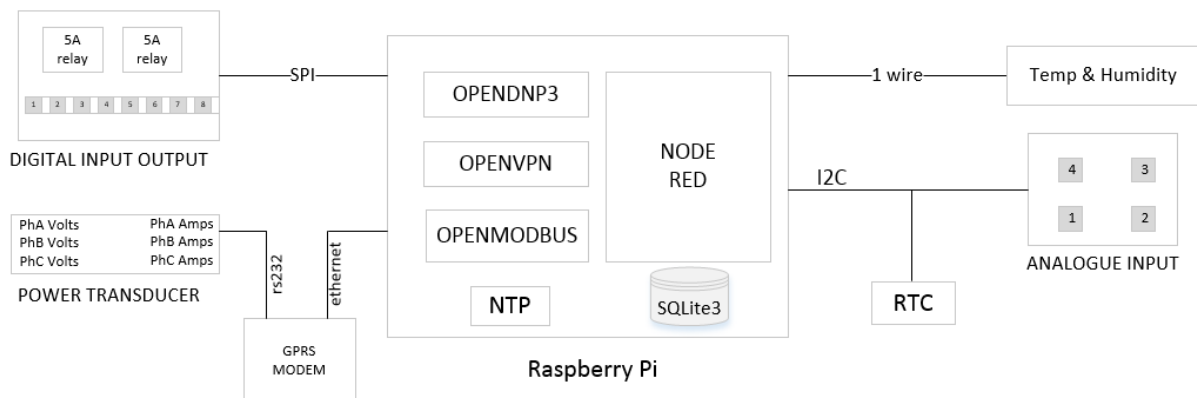 5A
relay
5A
relay
1 2 3 4 5 6 7 8
DIGITAL INPUT OUTPUT
SPI
PhA Volts PhA Amps
PhB Volts PhB Amps
PhC Volts PhC Amps
POWER TRANSDUCER
rs232
ethernet
GPRS
MODEM
OPENDNP3
OPENVPN
OPENMODBUS
NTP
NODE
RED
SQLite3
Raspberry Pi
1 wire
Temp & Humidity
I2C
4 3
1 2
ANALOGUE INPUT
RTC